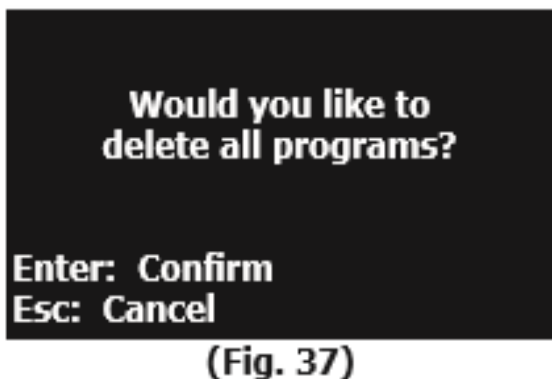 Would you like to
delete all programs?
Enter: Confirm
Esc: Cancel
(Fig. 37)